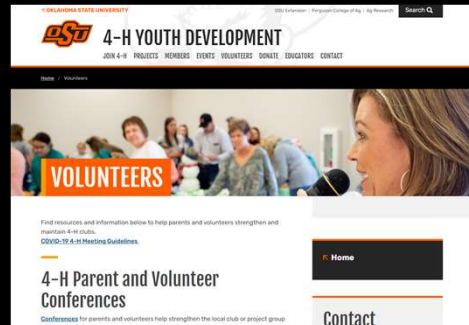 OKLAHOMA STATE UNIVERSITY
OSU Extension | Ferguson College of Ag | Ag Research
Search
OSU
4-H YOUTH DEVELOPMENT
JOIN 4-H PROJECTS MEMBERS EVENTS VOLUNTEERS DONATE EDUCATORS CONTACT
Home / Volunteers
VOLUNTEERS
Find resources and information below to help parents and volunteers strengthen and
maintain 4-H clubs.
COVID-19 4-H Meeting Guidelines
Home
4-H Parent and Volunteer
Conferences
Contact
Conferences for parents and volunteers help strengthen the local club or project group